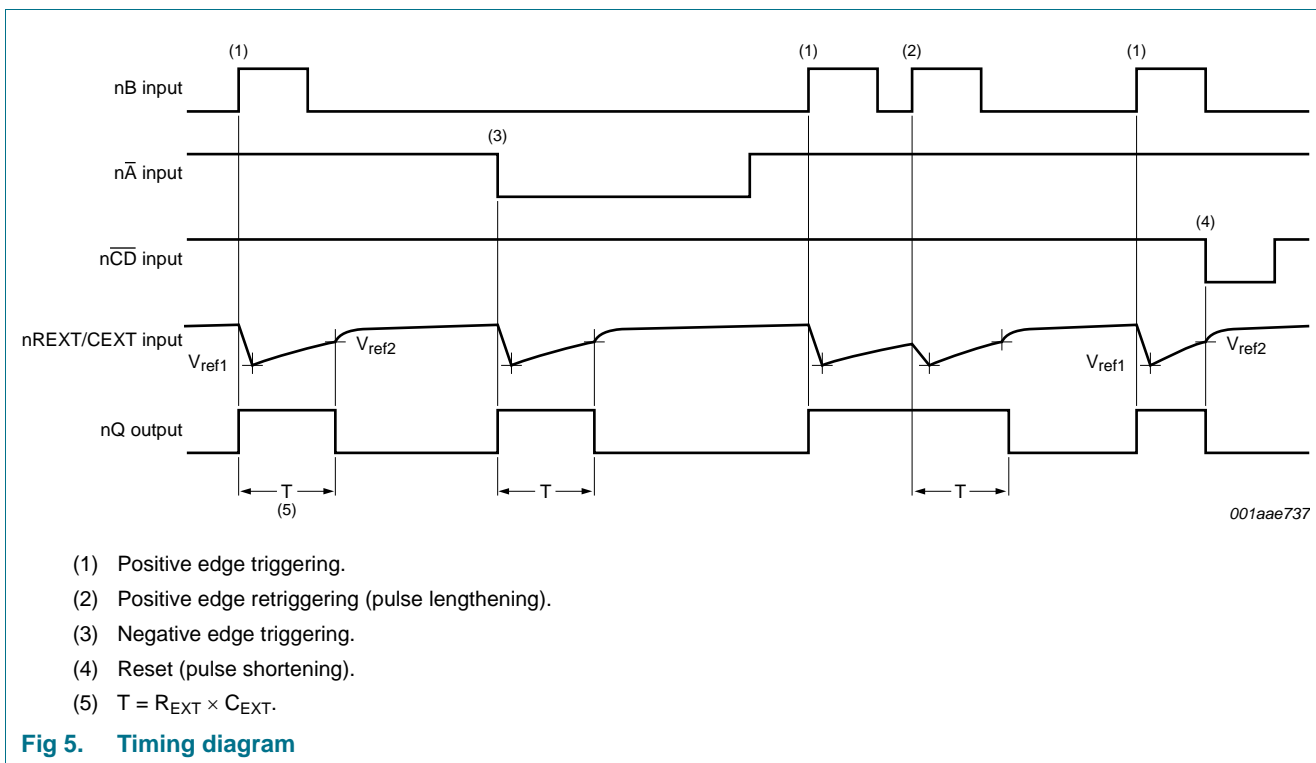 (1) (1) (2) (1)
nB input
(3)
nA̅ input
(4)
nC̅D̅ input
nREXT/CEXT input
Vref1 Vref2 Vref1 Vref2
nQ output
T T T
(5)
001aae737
(1) Positive edge triggering.
(2) Positive edge retriggering (pulse lengthening).
(3) Negative edge triggering.
(4) Reset (pulse shortening).
(5) T = REXT × CEXT.
Fig 5. Timing diagram